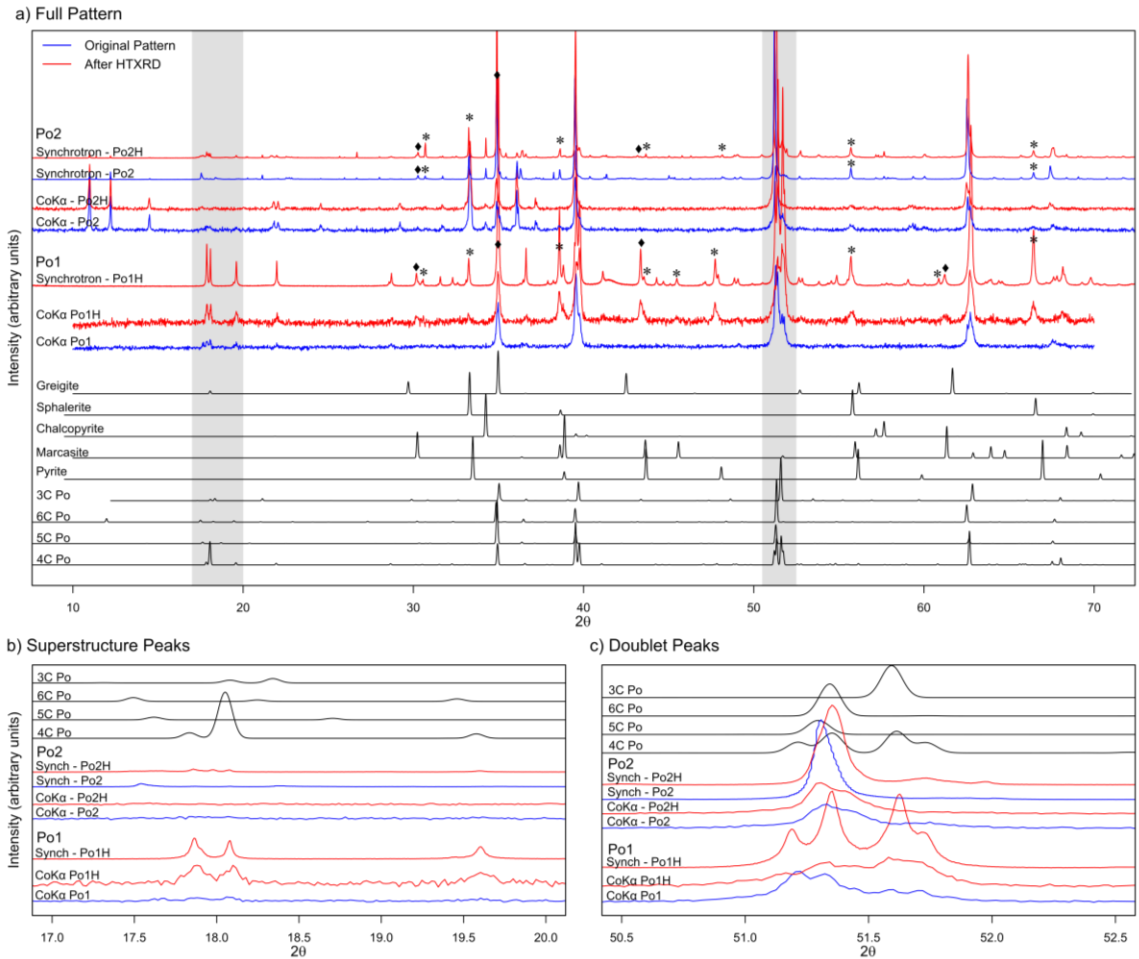 a) Full Pattern
Original Pattern
After HTXRD
Po2
Synchrotron - Po2H
Synchrotron - Po2
CoKα - Po2H
CoKα - Po2
Po1
Synchrotron - Po1H
CoKα Po1H
CoKα Po1
Greigite
Sphalerite
Chalcopyrite
Marcasite
Pyrite
3C Po
6C Po
5C Po
4C Po
Intensity (arbitrary units)
10 20 30 40 50 60 70
2θ
b) Superstructure Peaks
3C Po
6C Po
5C Po
4C Po
Po2
Synch - Po2H
Synch - Po2
CoKα - Po2H
CoKα - Po2
Po1
Synch - Po1H
CoKα Po1H
CoKα Po1
Intensity (arbitrary units)
17.0 17.5 18.0 18.5 19.0 19.5 20.0
2θ
c) Doublet Peaks
3C Po
6C Po
5C Po
4C Po
Po2
Synch - Po2H
Synch - Po2
CoKα - Po2H
CoKα - Po2
Po1
Synch - Po1H
CoKα Po1H
CoKα Po1
50.5 51.0 51.5 52.0 52.5
2θ